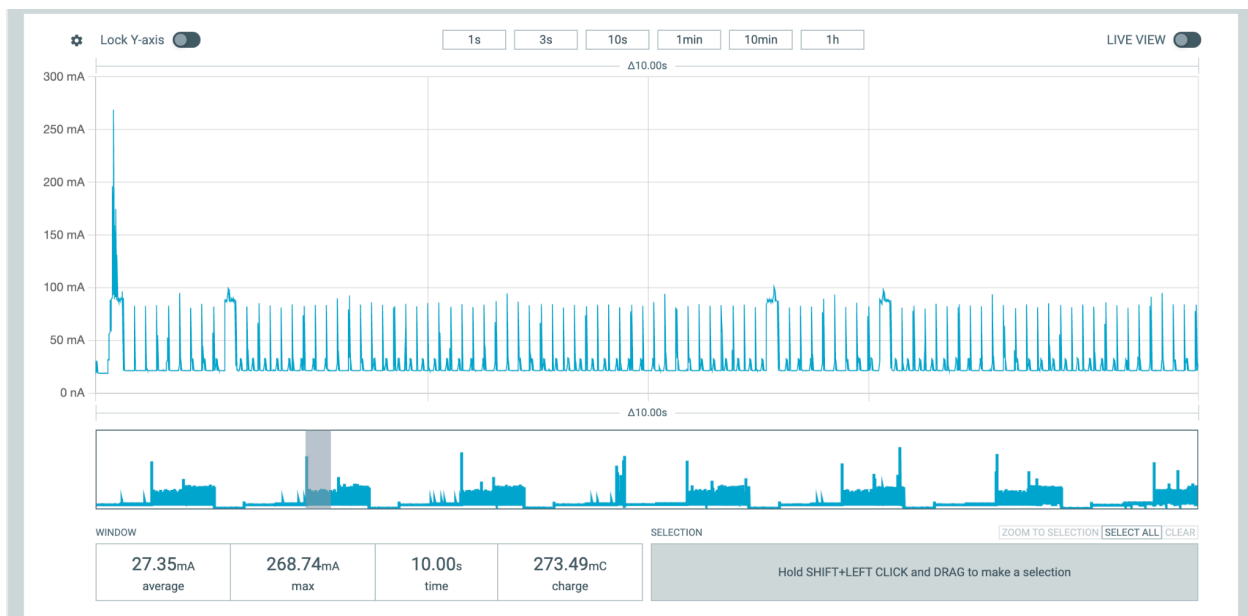 Lock Y-axis 1s 3s 10s 1min 10min 1h LIVE VIEW
Δ10.00s
300 mA
250 mA
200 mA
150 mA
100 mA
50 mA
0 nA
Δ10.00s
WINDOW SELECTION ZOOM TO SELECTION SELECT ALL CLEAR
27.35mA 268.74mA 10.00s 273.49mC
average max time charge
Hold SHIFT+LEFT CLICK and DRAG to make a selection